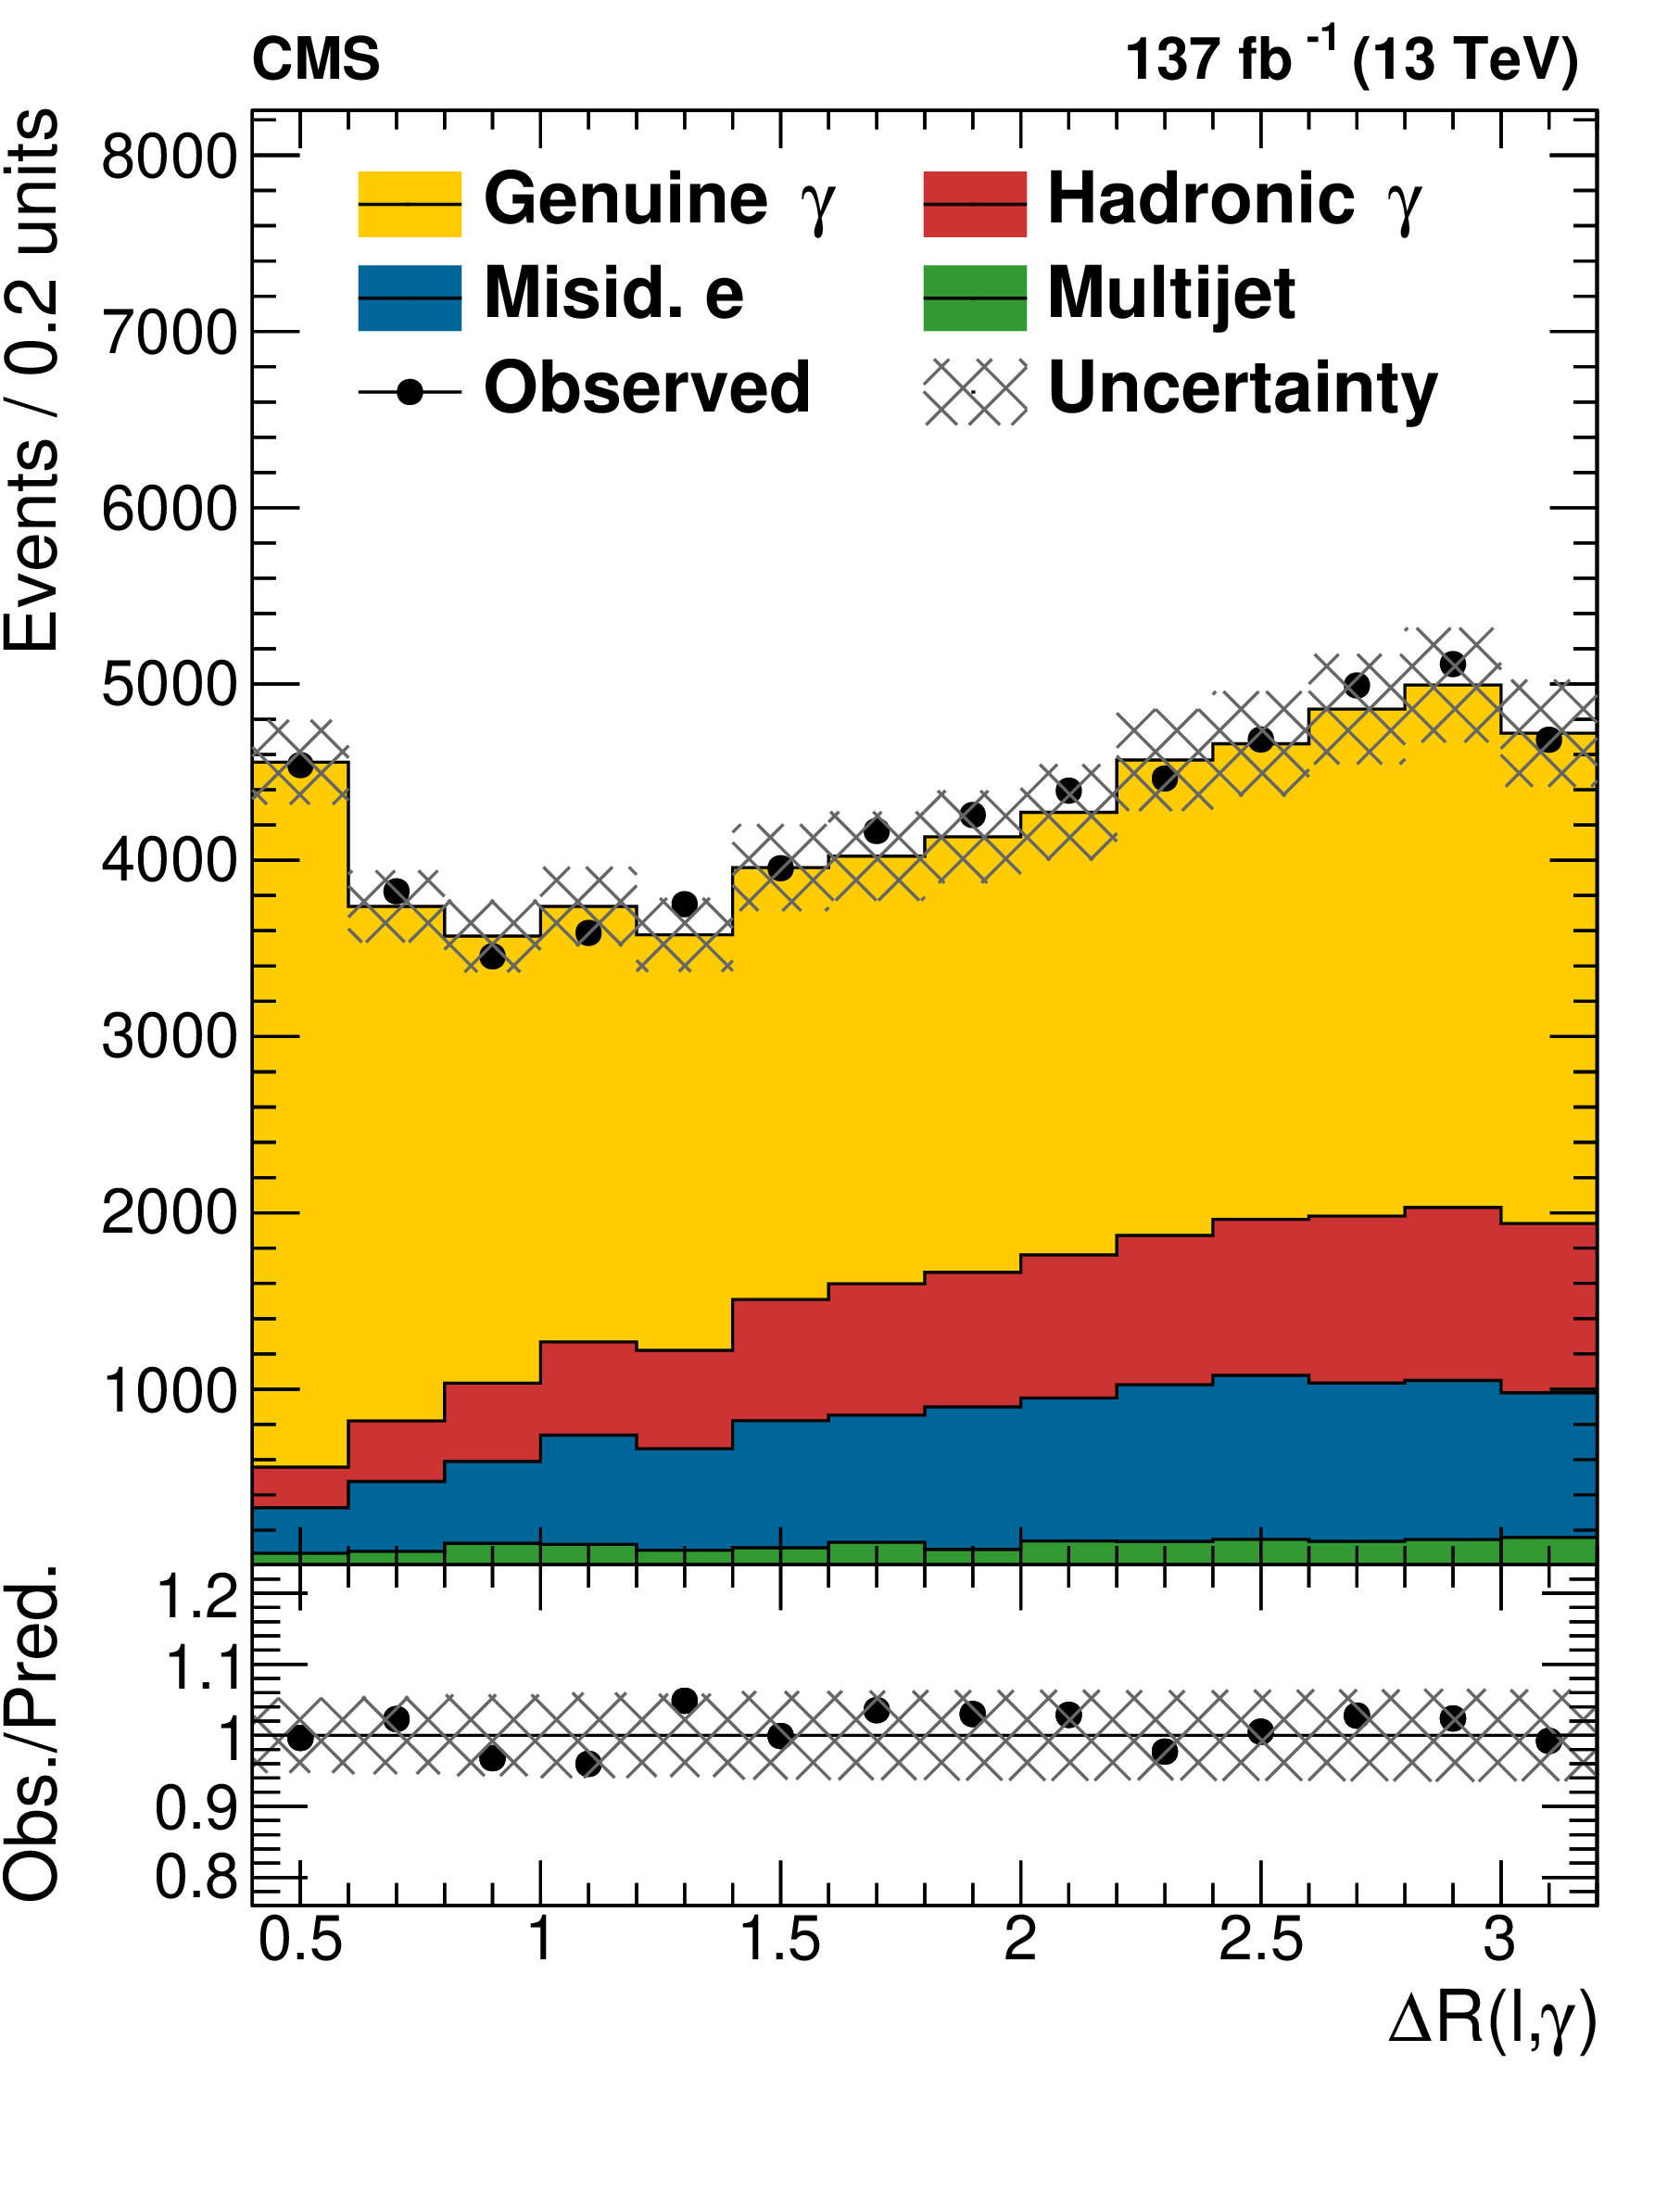 CMS 137 fb -1 (13 TeV)
Events / 0.2 units
8000
7000
6000
5000
4000
3000
2000
1000
Genuine γ
Hadronic γ
Misid. e
Multijet
Observed
Uncertainty
Obs./Pred.
1.2
1.1
1
0.9
0.8
0.5 1 1.5 2 2.5 3
ΔR(l,γ)